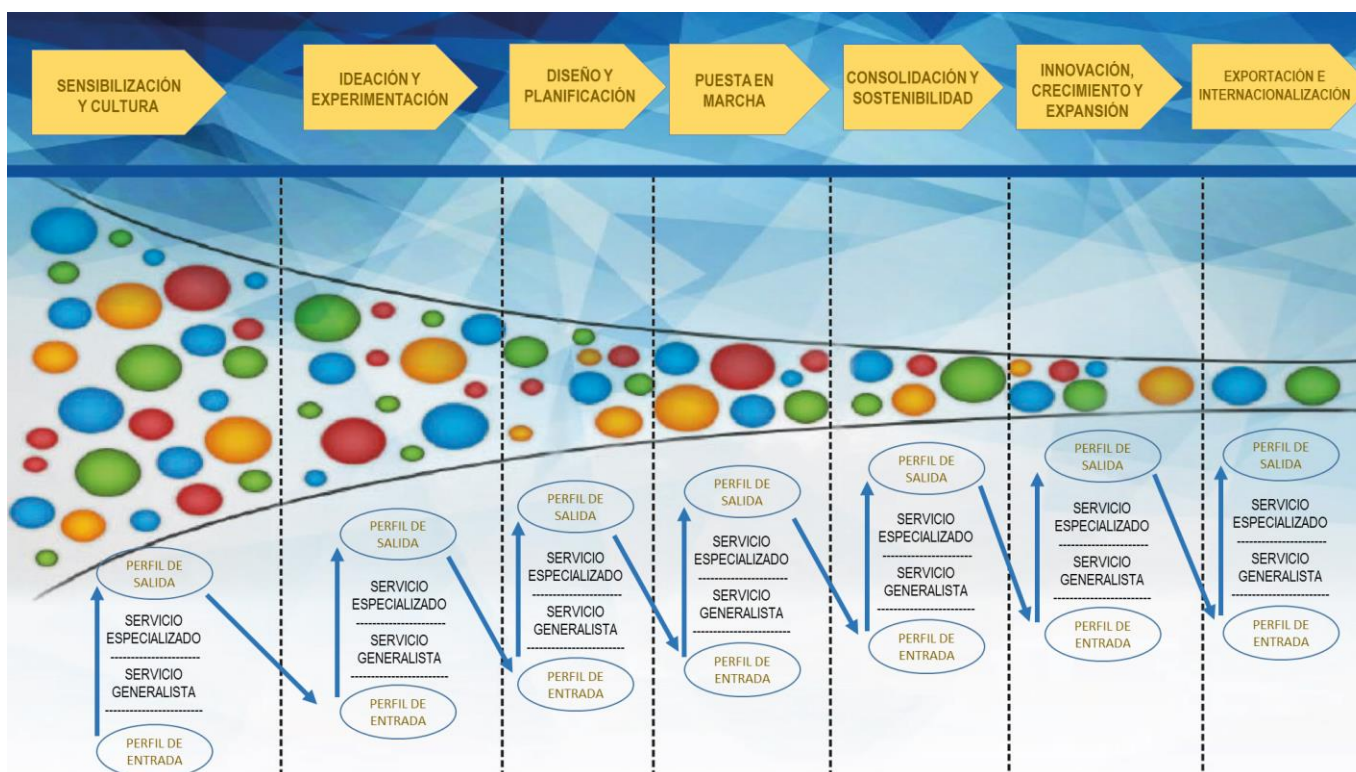 SENSIBILIZACIÓN
Y CULTURA
IDEACIÓN Y
EXPERIMENTACIÓN
DISEÑO Y
PLANIFICACIÓN
PUESTA EN
MARCHA
CONSOLIDACIÓN Y
SOSTENIBILIDAD
INNOVACIÓN,
CRECIMIENTO Y
EXPANSIÓN
EXPORTACIÓN E
INTERNACIONALIZACIÓN
PERFIL DE
SALIDA
SERVICIO
ESPECIALIZADO
SERVICIO
GENERALISTA
PERFIL DE
ENTRADA
PERFIL DE
SALIDA
SERVICIO
ESPECIALIZADO
SERVICIO
GENERALISTA
PERFIL DE
ENTRADA
PERFIL DE
SALIDA
SERVICIO
ESPECIALIZADO
SERVICIO
GENERALISTA
PERFIL DE
ENTRADA
PERFIL DE
SALIDA
SERVICIO
ESPECIALIZADO
SERVICIO
GENERALISTA
PERFIL DE
ENTRADA
PERFIL DE
SALIDA
SERVICIO
ESPECIALIZADO
SERVICIO
GENERALISTA
PERFIL DE
ENTRADA
PERFIL DE
SALIDA
SERVICIO
ESPECIALIZADO
SERVICIO
GENERALISTA
PERFIL DE
ENTRADA
PERFIL DE
SALIDA
SERVICIO
ESPECIALIZADO
SERVICIO
GENERALISTA
PERFIL DE
ENTRADA